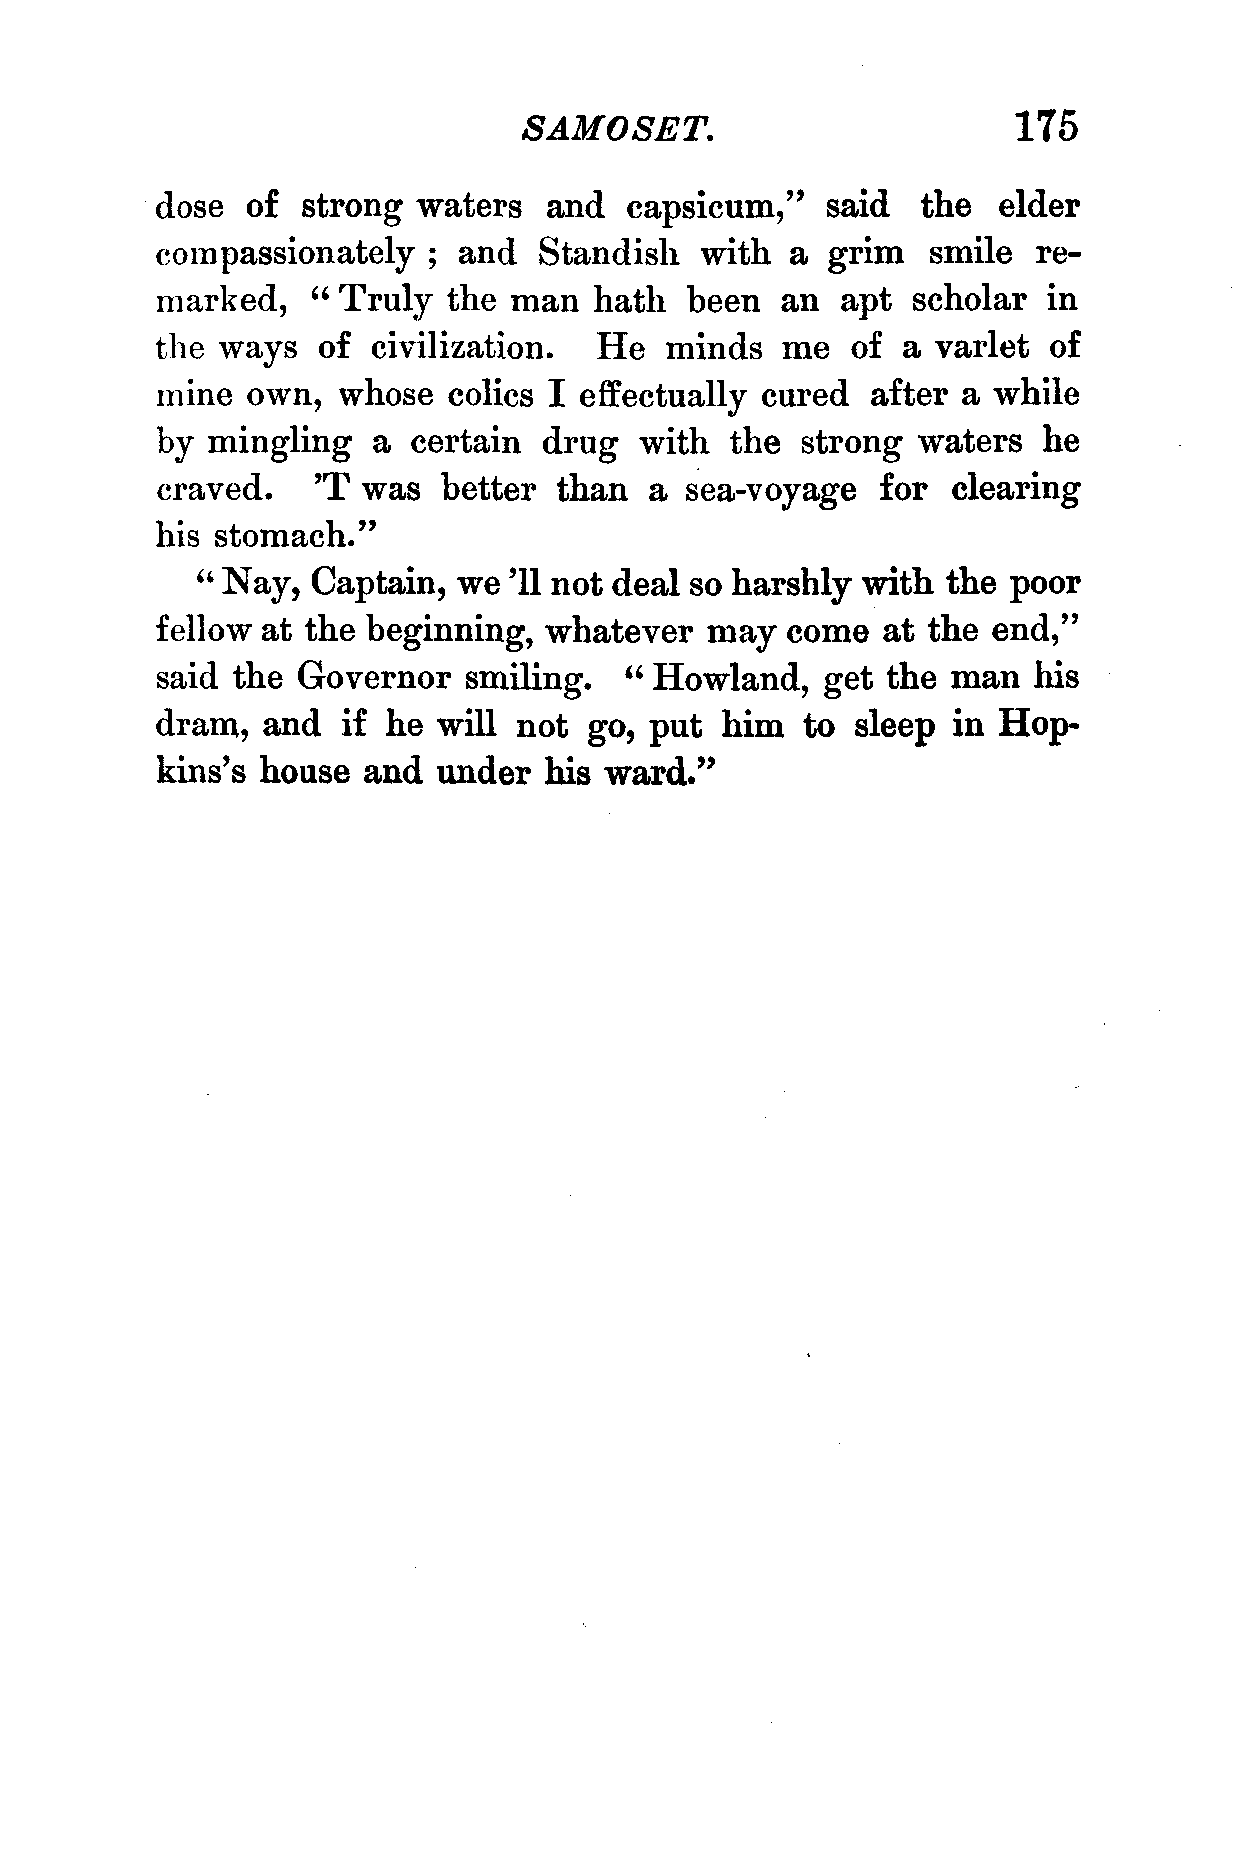 SAMOSET. 175
dose of strong waters and capsicum," said the elder
compassionately ; and Standish with a grim smile re-
marked, " Truly the man hath been an apt scholar in
the ways of civilization. He minds me of a varlet of
mine own, whose colics I effectually cured after a while
by mingling a certain drug with the strong waters he
craved. 'T was better than a sea-voyage for clearing
his stomach."
" Nay, Captain, we 'll not deal so harshly with the poor
fellow at the beginning, whatever may come at the end,"
said the Governor smiling. " Howland, get the man his
dram, and if he will not go, put him to sleep in Hop-
kins's house and under his ward."